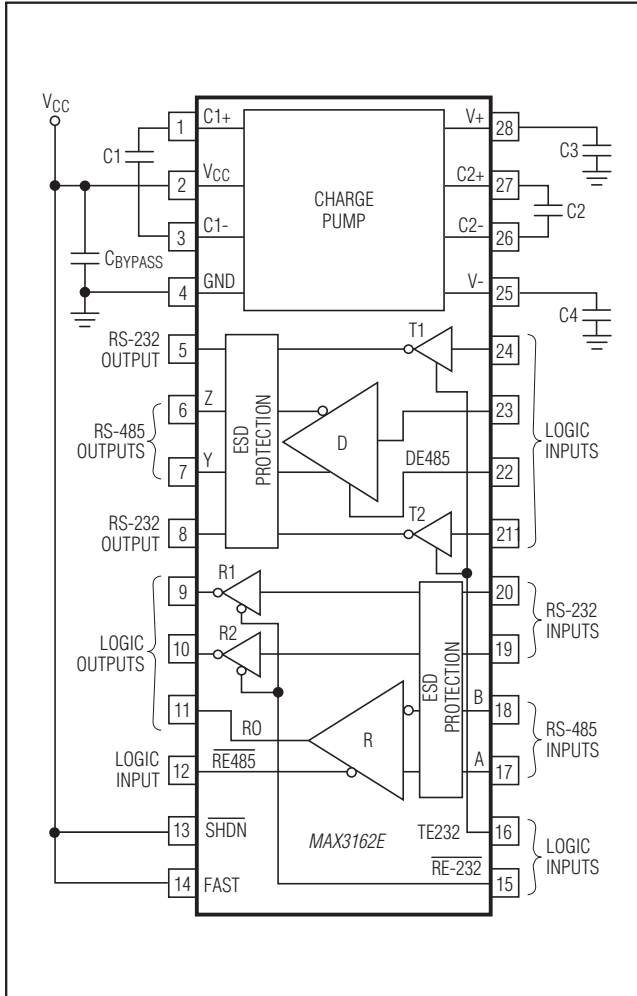 VCC
1 C1+ V+ 28
C1 C3
2 VCC C2+ 27
CHARGE
PUMP
C2
3 C1- C2- 26
CBYPASS
4 GND V- 25
C4
RS-232
OUTPUT
5 T1 24
6 Z 23
RS-485
OUTPUTS
ESD
PROTECTION
D
LOGIC
INPUTS
7 Y DE485 22
RS-232
OUTPUT
8 T2 211
9 R1 20
RS-232
INPUTS
LOGIC
OUTPUTS
10 R2 19
ESD
PROTECTION
11 RO R B 18
RS-485
INPUTS
LOGIC
INPUT
12 RE485 A 17
13 SHDN MAX3162E TE232 16
LOGIC
INPUTS
14 FAST RE-232 15